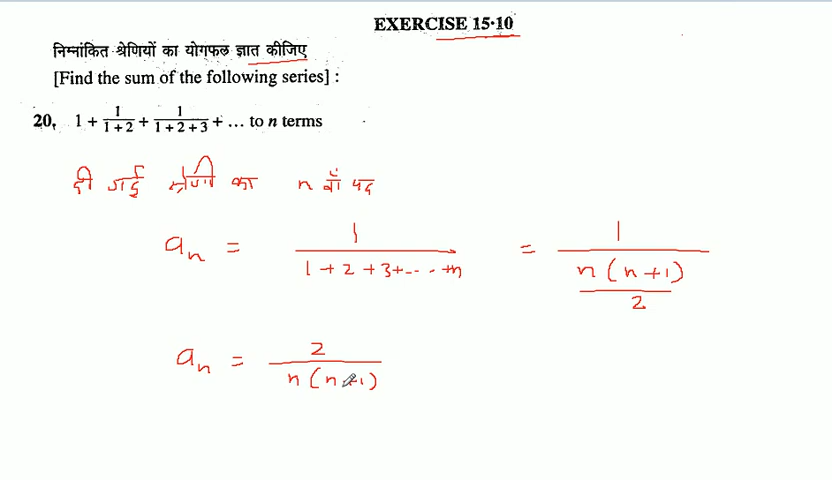 EXERCISE 15·10
निम्नांकित श्रेणियों का योगफल ज्ञात कीजिए
[Find the sum of the following series] :
20. 1 + 1/(1 + 2) + 1/(1 + 2 + 3) + ... to n terms
दी गई श्रेणी का n वाँ पद
aₙ = 1/(1 + 2 + 3 + - - - + n) = 1/(n(n+1)/2)
aₙ = 2/(n(n+1))